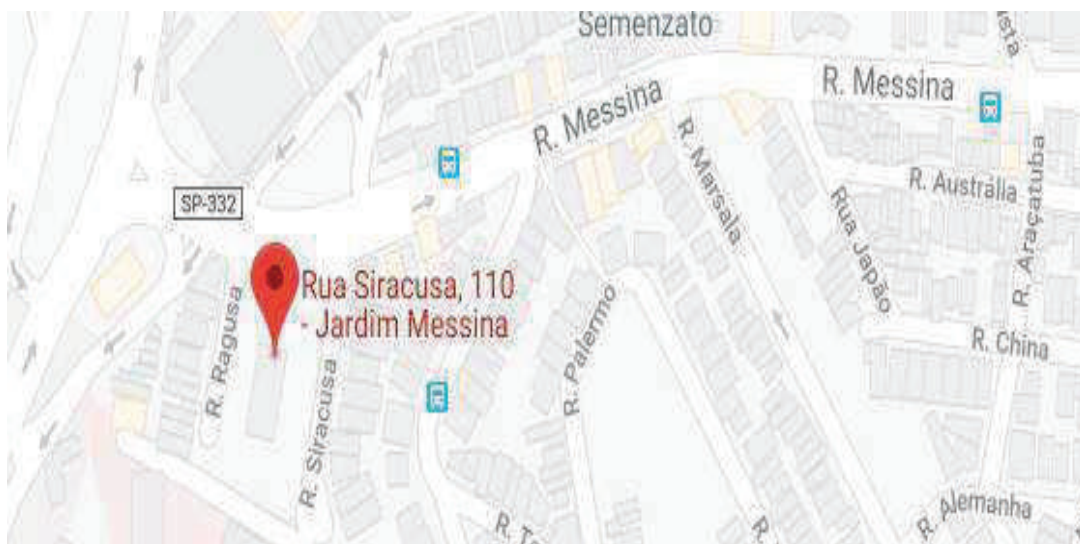 Semenzato
R. Messina
R. Messina
R. Marsala
R. Austrália
R. Araçatuba
SP-332
Rua Japão
Rua Siracusa, 110
- Jardim Messina
R. Ragusa
R. Siracusa
R. Palermo
R. China
Alemanha